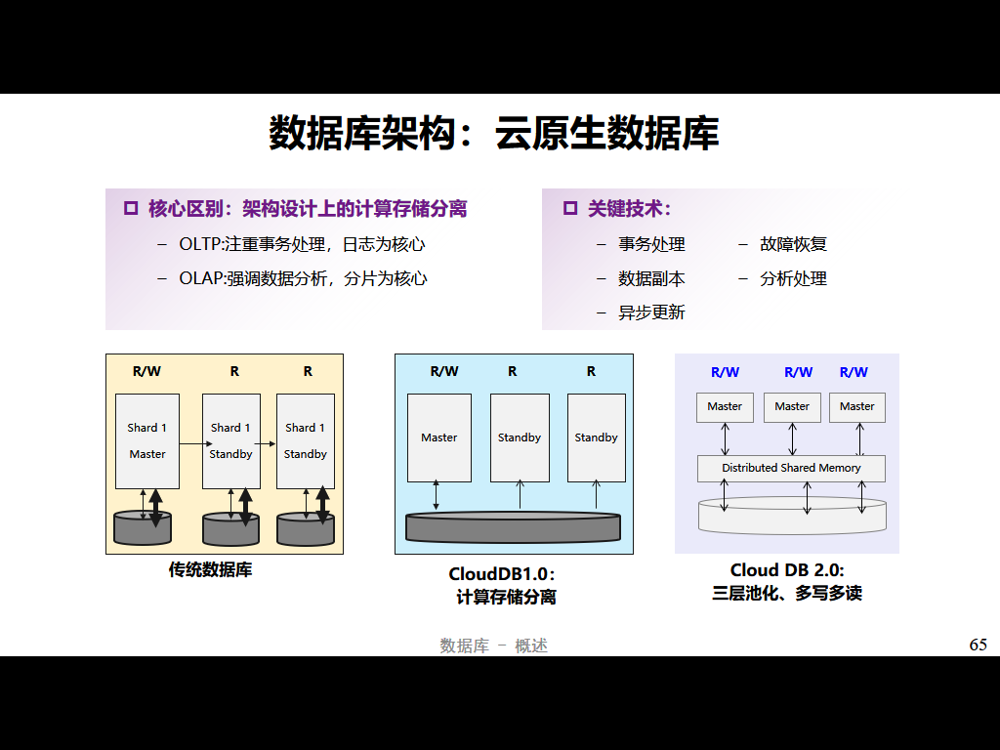 数据库架构：云原生数据库
核心区别：架构设计上的计算存储分离
– OLTP:注重事务处理，日志为核心
– OLAP:强调数据分析，分片为核心
关键技术：
– 事务处理
– 故障恢复
– 数据副本
– 分析处理
– 异步更新
R/W R R
Shard 1 Shard 1 Shard 1
Master Standby Standby
传统数据库
R/W R R
Master Standby Standby
CloudDB1.0：
计算存储分离
R/W R/W R/W
Master Master Master
Distributed Shared Memory
Cloud DB 2.0:
三层池化、多写多读
数据库 – 概述
65